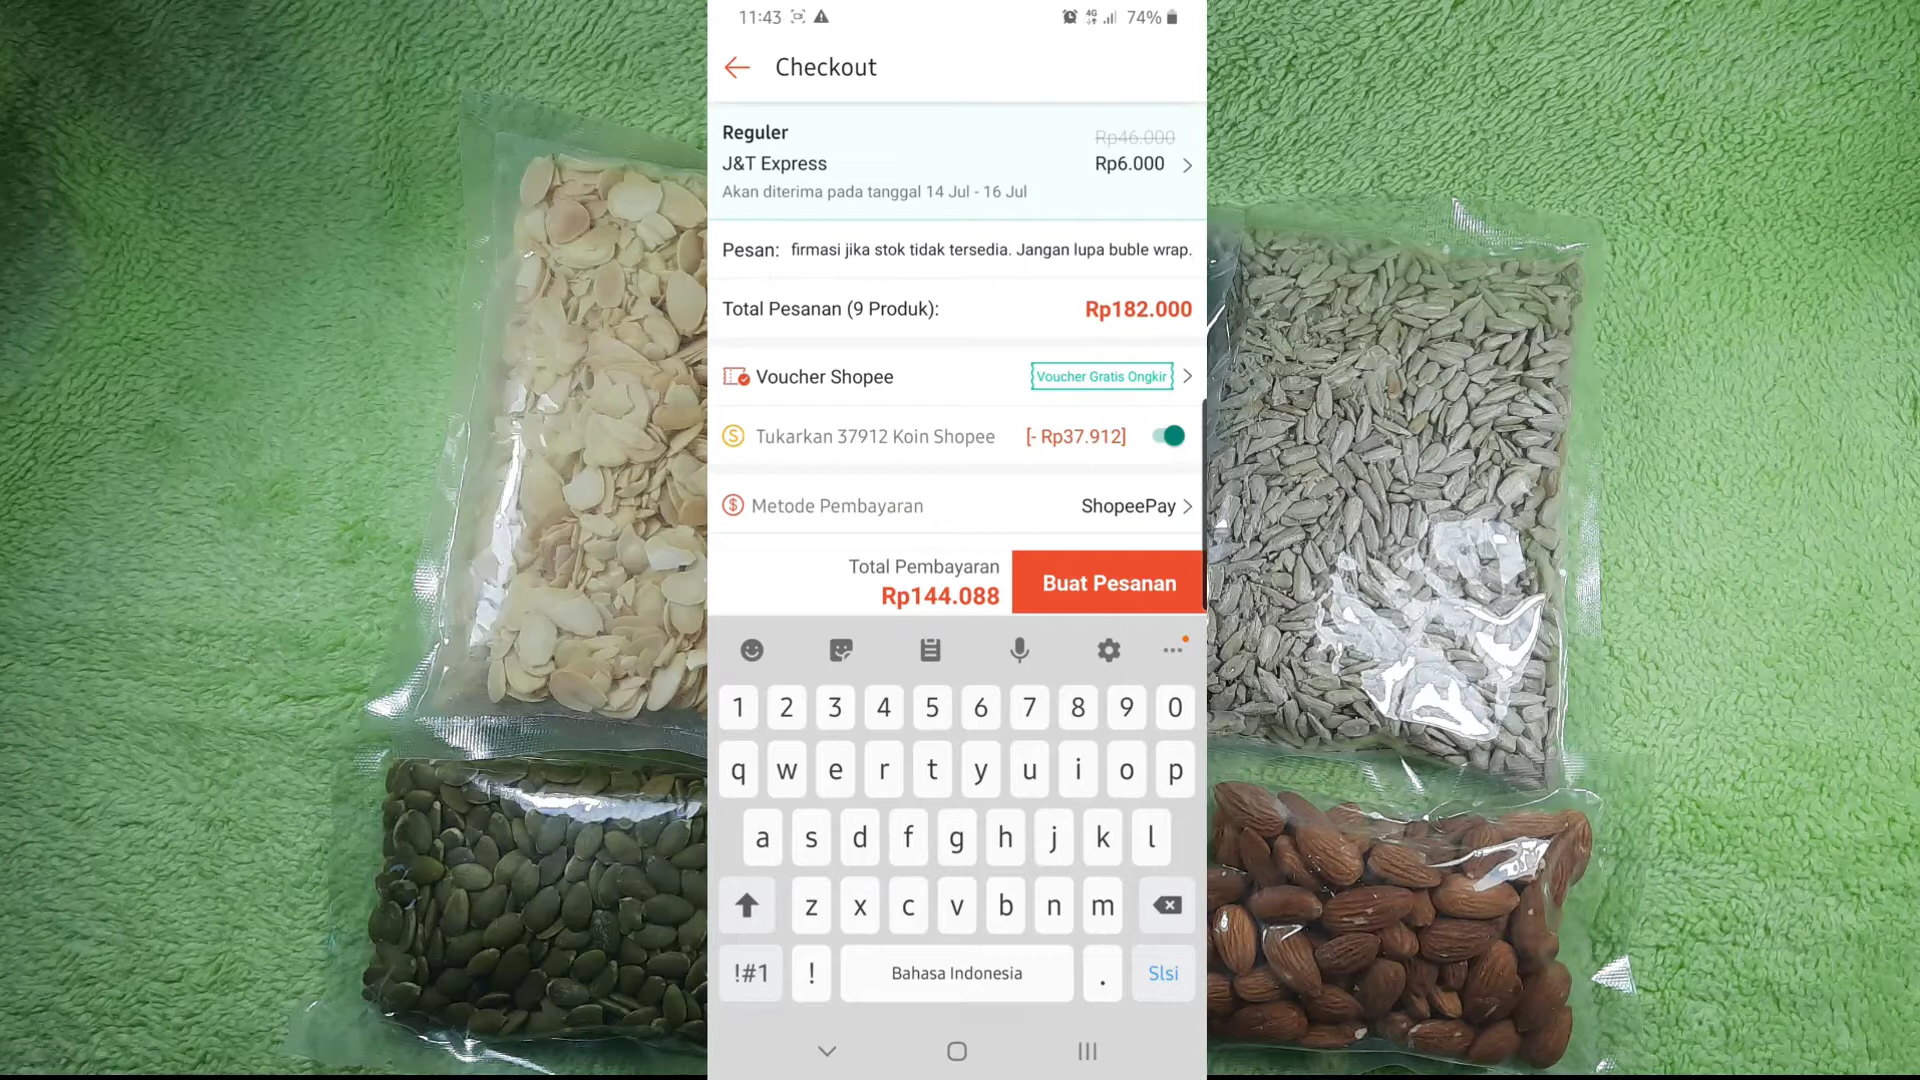 11:43 4G 74%
Checkout
Reguler Rp46.000
J&T Express Rp6.000
Akan diterima pada tanggal 14 Jul - 16 Jul
Pesan: firmasi jika stok tidak tersedia. Jangan lupa buble wrap.
Total Pesanan (9 Produk): Rp182.000
Voucher Shopee Voucher Gratis Ongkir
S Tukarkan 37912 Koin Shopee [- Rp37.912]
$ Metode Pembayaran ShopeePay
Total Pembayaran
Rp144.088
Buat Pesanan
1 2 3 4 5 6 7 8 9 0
q w e r t y u i o p
a s d f g h j k l
z x c v b n m
!#1 ! Bahasa Indonesia . Slsi